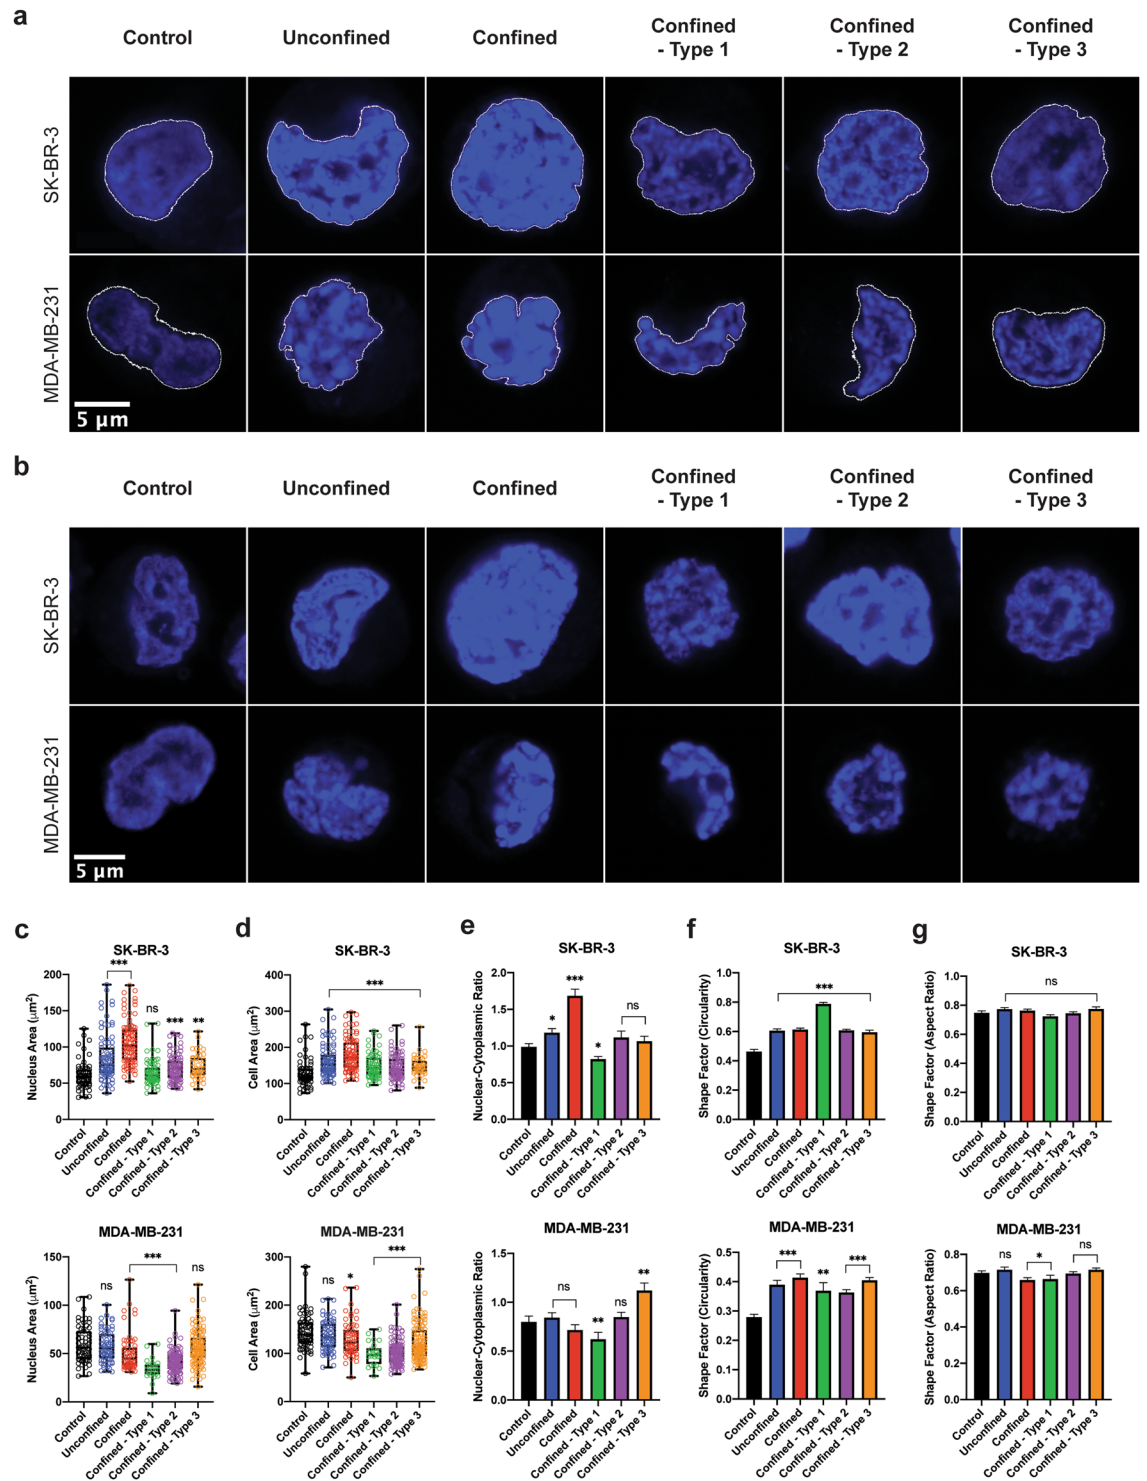 a
Control
Unconfined
Confined
Confined
- Type 1
Confined
- Type 2
Confined
- Type 3
SK-BR-3
MDA-MB-231
5 µm
b
Control
Unconfined
Confined
Confined
- Type 1
Confined
- Type 2
Confined
- Type 3
SK-BR-3
MDA-MB-231
5 µm
c
SK-BR-3
Nucleus Area (µm2)
200
150
100
50
0
***
ns
***
**
Control
Unconfined
Confined
Confined - Type 1
Confined - Type 2
Confined - Type 3
MDA-MB-231
Nucleus Area (µm2)
150
100
50
0
ns
***
ns
Control
Unconfined
Confined
Confined - Type 1
Confined - Type 2
Confined - Type 3
d
SK-BR-3
Cell Area (µm2)
400
300
200
100
0
***
Control
Unconfined
Confined
Confined - Type 1
Confined - Type 2
Confined - Type 3
MDA-MB-231
Cell Area (µm2)
300
200
100
0
ns
*
***
Control
Unconfined
Confined
Confined - Type 1
Confined - Type 2
Confined - Type 3
e
SK-BR-3
Nuclear-Cytoplasmic Ratio
2.0
1.5
1.0
0.5
0.0
*
***
*
ns
Control
Unconfined
Confined
Confined - Type 1
Confined - Type 2
Confined - Type 3
MDA-MB-231
Nuclear-Cytoplasmic Ratio
1.5
1.0
0.5
0.0
ns
**
ns
**
Control
Unconfined
Confined
Confined - Type 1
Confined - Type 2
Confined - Type 3
f
SK-BR-3
Shape Factor (Circularity)
1.0
0.8
0.6
0.4
0.2
0.0
***
Control
Unconfined
Confined
Confined - Type 1
Confined - Type 2
Confined - Type 3
MDA-MB-231
Shape Factor (Circularity)
0.5
0.4
0.3
0.2
0.1
0.0
***
**
***
Control
Unconfined
Confined
Confined - Type 1
Confined - Type 2
Confined - Type 3
g
SK-BR-3
Shape Factor (Aspect Ratio)
1.0
0.8
0.6
0.4
0.2
0.0
ns
Control
Unconfined
Confined
Confined - Type 1
Confined - Type 2
Confined - Type 3
MDA-MB-231
Shape Factor (Aspect Ratio)
0.8
0.6
0.4
0.2
0.0
ns
*
ns
Control
Unconfined
Confined
Confined - Type 1
Confined - Type 2
Confined - Type 3